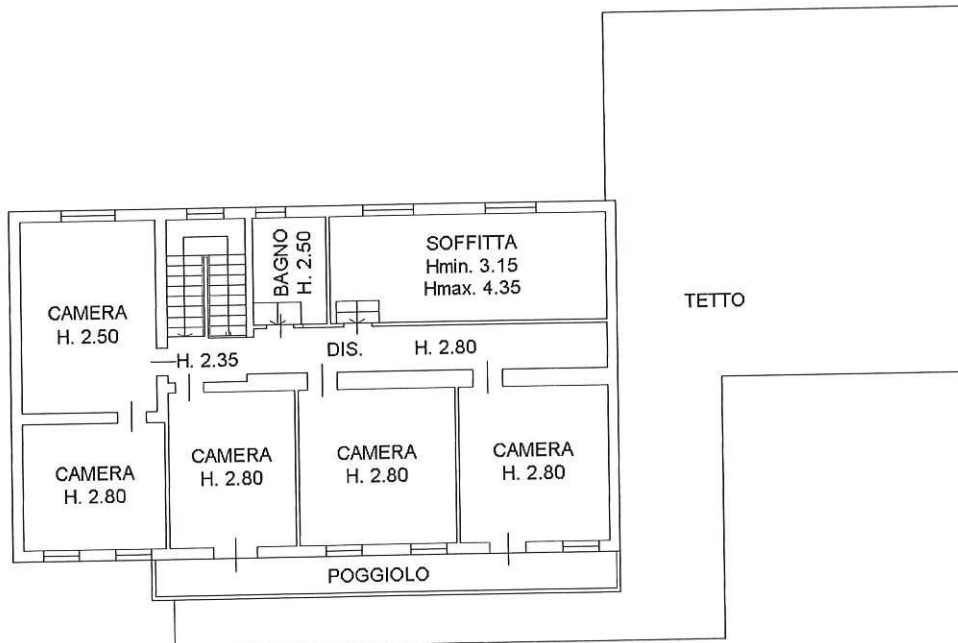 TETTO
BAGNO
H. 2.50
SOFFITTA
Hmin. 3.15
Hmax. 4.35
CAMERA
H. 2.50
H. 2.35
DIS.
H. 2.80
CAMERA
H. 2.80
CAMERA
H. 2.80
CAMERA
H. 2.80
CAMERA
H. 2.80
POGGIOLO